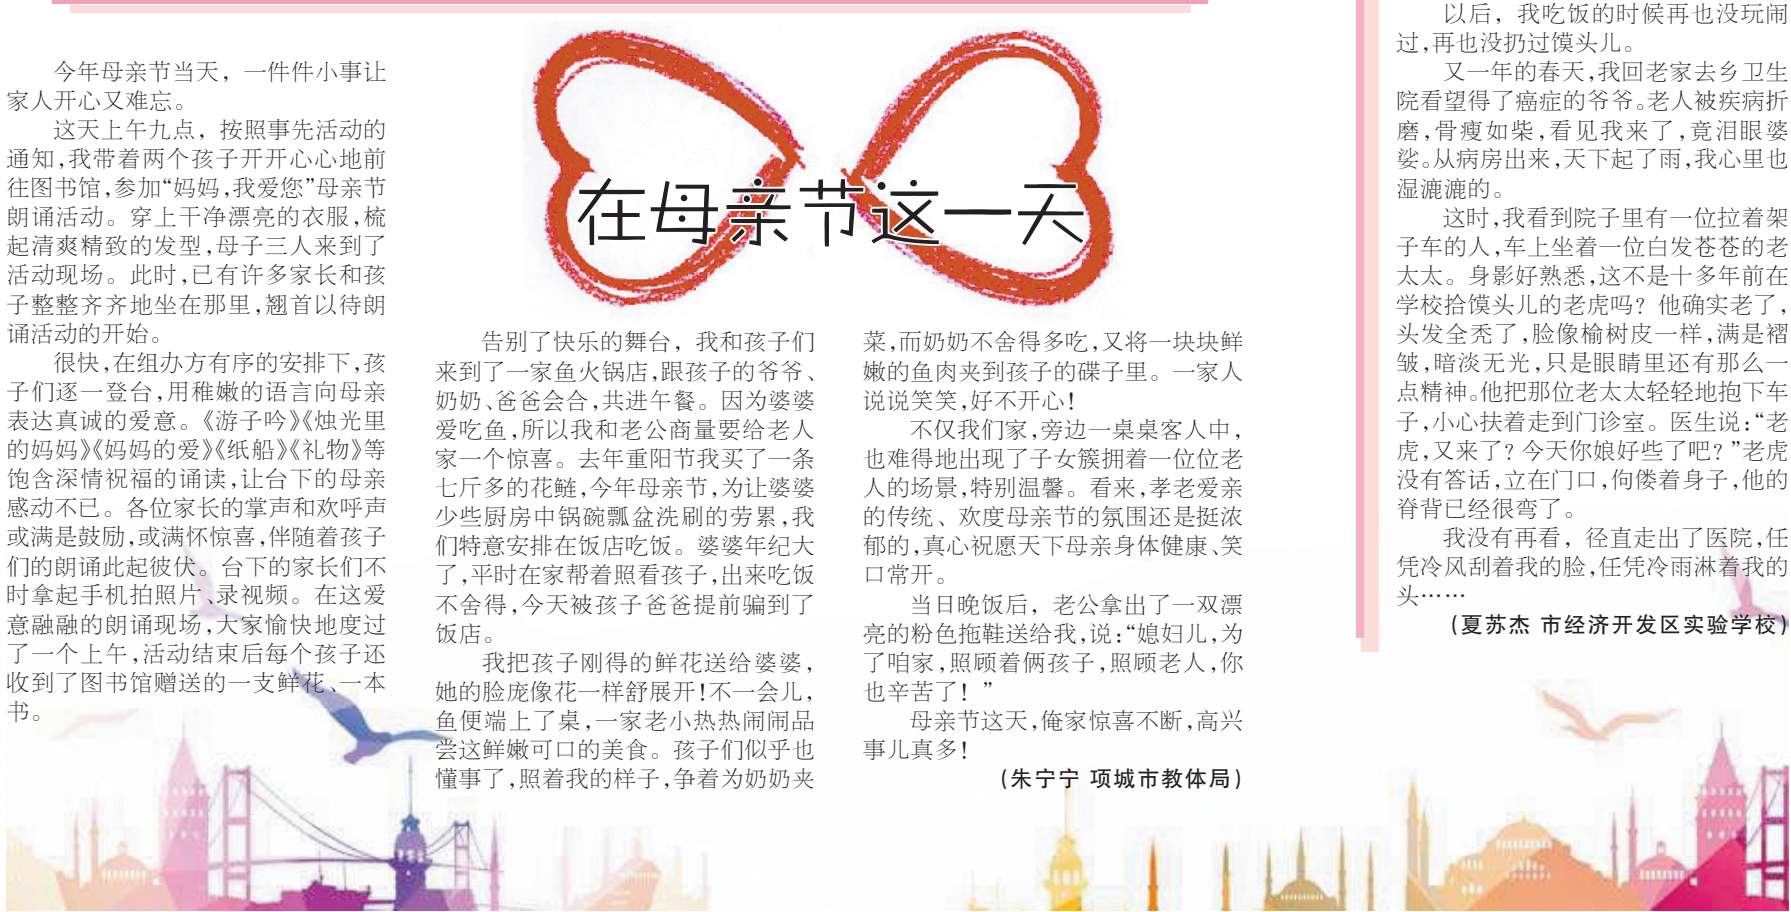 在母亲节这一天
今年母亲节当天，一件件小事让
家人开心又难忘。
这天上午九点，按照事先活动的
通知，我带着两个孩子开开心心地前
往图书馆，参加“妈妈，我爱您”母亲节
朗诵活动。穿上干净漂亮的衣服，梳
起清爽精致的发型，母子三人来到了
活动现场。此时，已有许多家长和孩
子整整齐齐地坐在那里，翘首以待朗
诵活动的开始。
很快，在组办方有序的安排下，孩
子们逐一登台，用稚嫩的语言向母亲
表达真诚的爱意。《游子吟》《烛光里
的妈妈》《妈妈的爱》《纸船》《礼物》等
饱含深情祝福的诵读，让台下的母亲
感动不已。各位家长的掌声和欢呼声
或满是鼓励，或满怀惊喜，伴随着孩子
们的朗诵此起彼伏。台下的家长们不
时拿起手机拍照片、录视频。在这爱
意融融的朗诵现场，大家愉快地度过
了一个上午，活动结束后每个孩子还
收到了图书馆赠送的一支鲜花、一本
书。
告别了快乐的舞台，我和孩子们
来到了一家鱼火锅店，跟孩子的爷爷、
奶奶、爸爸会合，共进午餐。因为婆婆
爱吃鱼，所以我和老公商量要给老人
家一个惊喜。去年重阳节我买了一条
七斤多的花鲢，今年母亲节，为让婆婆
少些厨房中锅碗瓢盆洗刷的劳累，我
们特意安排在饭店吃饭。婆婆年纪大
了，平时在家帮着照看孩子，出来吃饭
不舍得，今天被孩子爸爸提前骗到了
饭店。
我把孩子刚得的鲜花送给婆婆，
她的脸庞像花一样舒展开！不一会儿，
鱼便端上了桌，一家老小热热闹闹品
尝这鲜嫩可口的美食。孩子们似乎也
懂事了，照着我的样子，争着为奶奶夹
菜，而奶奶不舍得多吃，又将一块块鲜
嫩的鱼肉夹到孩子的碟子里。一家人
说说笑笑，好不开心！
不仅我们家，旁边一桌桌客人中，
也难得地出现了子女簇拥着一位位老
人的场景，特别温馨。看来，孝老爱亲
的传统、欢度母亲节的氛围还是挺浓
郁的，真心祝愿天下母亲身体健康、笑
口常开。
当日晚饭后，老公拿出了一双漂
亮的粉色拖鞋送给我，说：“媳妇儿，为
了咱家，照顾着俩孩子，照顾老人，你
也辛苦了！”
母亲节这天，俺家惊喜不断，高兴
事儿真多！
（朱宁宁 项城市教体局）
以后，我吃饭的时候再也没玩闹
过，再也没扔过馍头儿。
又一年的春天，我回老家去乡卫生
院看望得了癌症的爷爷。老人被疾病折
磨，骨瘦如柴，看见我来了，竟泪眼婆
娑。从病房出来，天下起了雨，我心里也
湿漉漉的。
这时，我看到院子里有一位拉着架
子车的人，车上坐着一位白发苍苍的老
太太。身影好熟悉，这不是十多年前在
学校拾馍头儿的老虎吗？他确实老了，
头发全秃了，脸像榆树皮一样，满是褶
皱，暗淡无光，只是眼睛里还有那么一
点精神。他把那位老太太轻轻地抱下车
子，小心扶着走到门诊室。医生说：“老
虎，又来了？今天你娘好些了吧？”老虎
没有答话，立在门口，佝偻着身子，他的
脊背已经很弯了。
我没有再看，径直走出了医院，任
凭冷风刮着我的脸，任凭冷雨淋着我的
头……
（夏苏杰 市经济开发区实验学校）